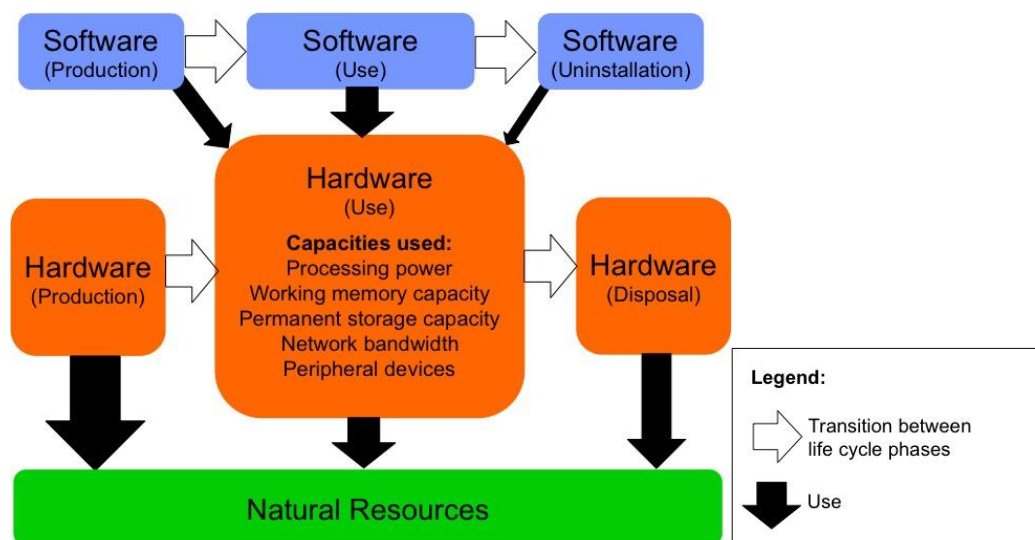 Software
(Production)
Software
(Use)
Software
(Uninstallation)
Hardware
(Production)
Hardware
(Use)
Capacities used:
Processing power
Working memory capacity
Permanent storage capacity
Network bandwidth
Peripheral devices
Hardware
(Disposal)
Natural Resources
Legend:
Transition between
life cycle phases
Use